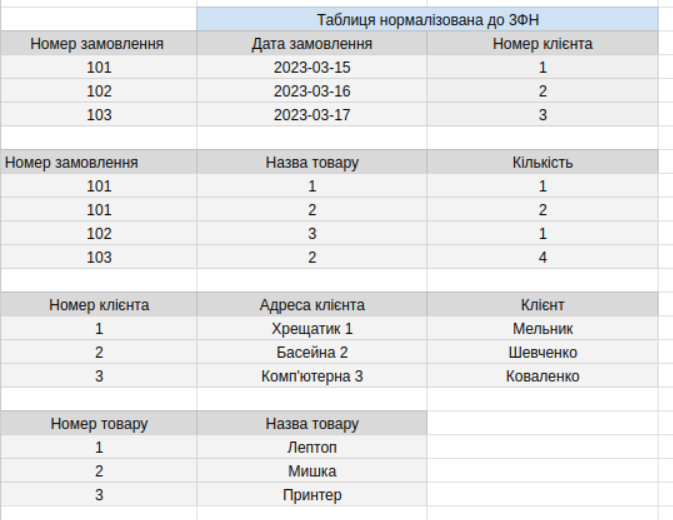 Таблиця нормалізована до 3ФН
Номер замовлення Дата замовлення Номер клієнта
101 2023-03-15 1
102 2023-03-16 2
103 2023-03-17 3
Номер замовлення Назва товару Кількість
101 1 1
101 2 2
102 3 1
103 2 4
Номер клієнта Адреса клієнта Клієнт
1 Хрещатик 1 Мельник
2 Басейна 2 Шевченко
3 Комп'ютерна 3 Коваленко
Номер товару Назва товару
1 Лептоп
2 Мишка
3 Принтер